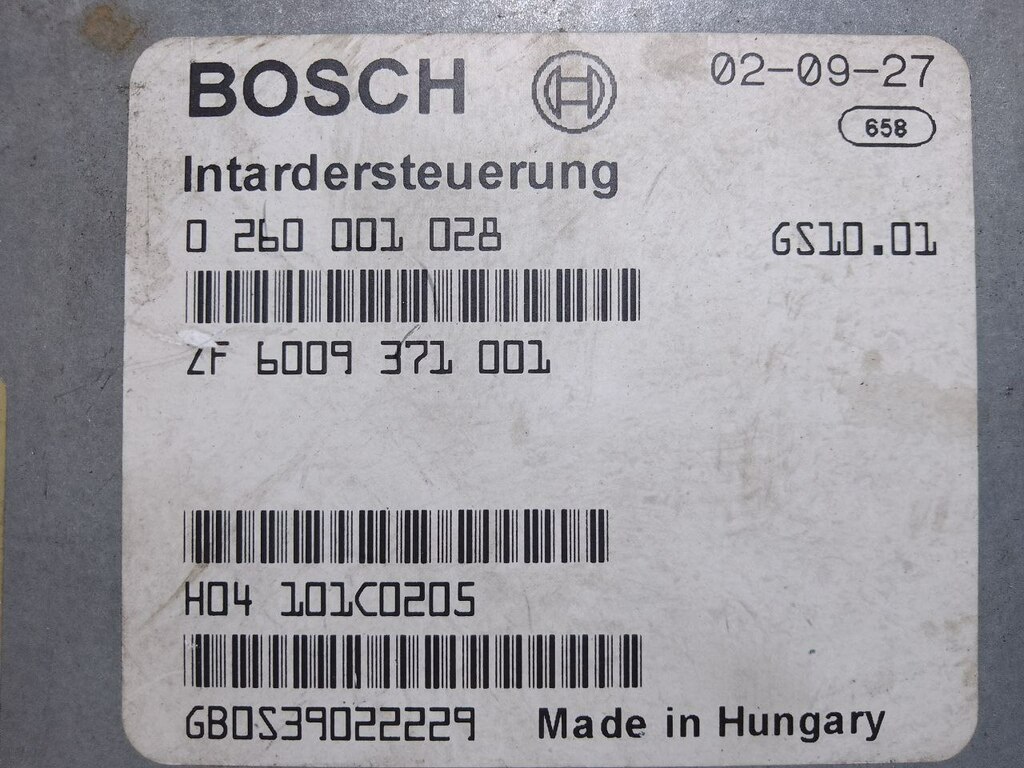 BOSCH 02-09-27
658
Intardersteuerung
0 260 001 028 GS10.01
ZF 6009 371 001
H04 101C0205
GB0S39022229 Made in Hungary